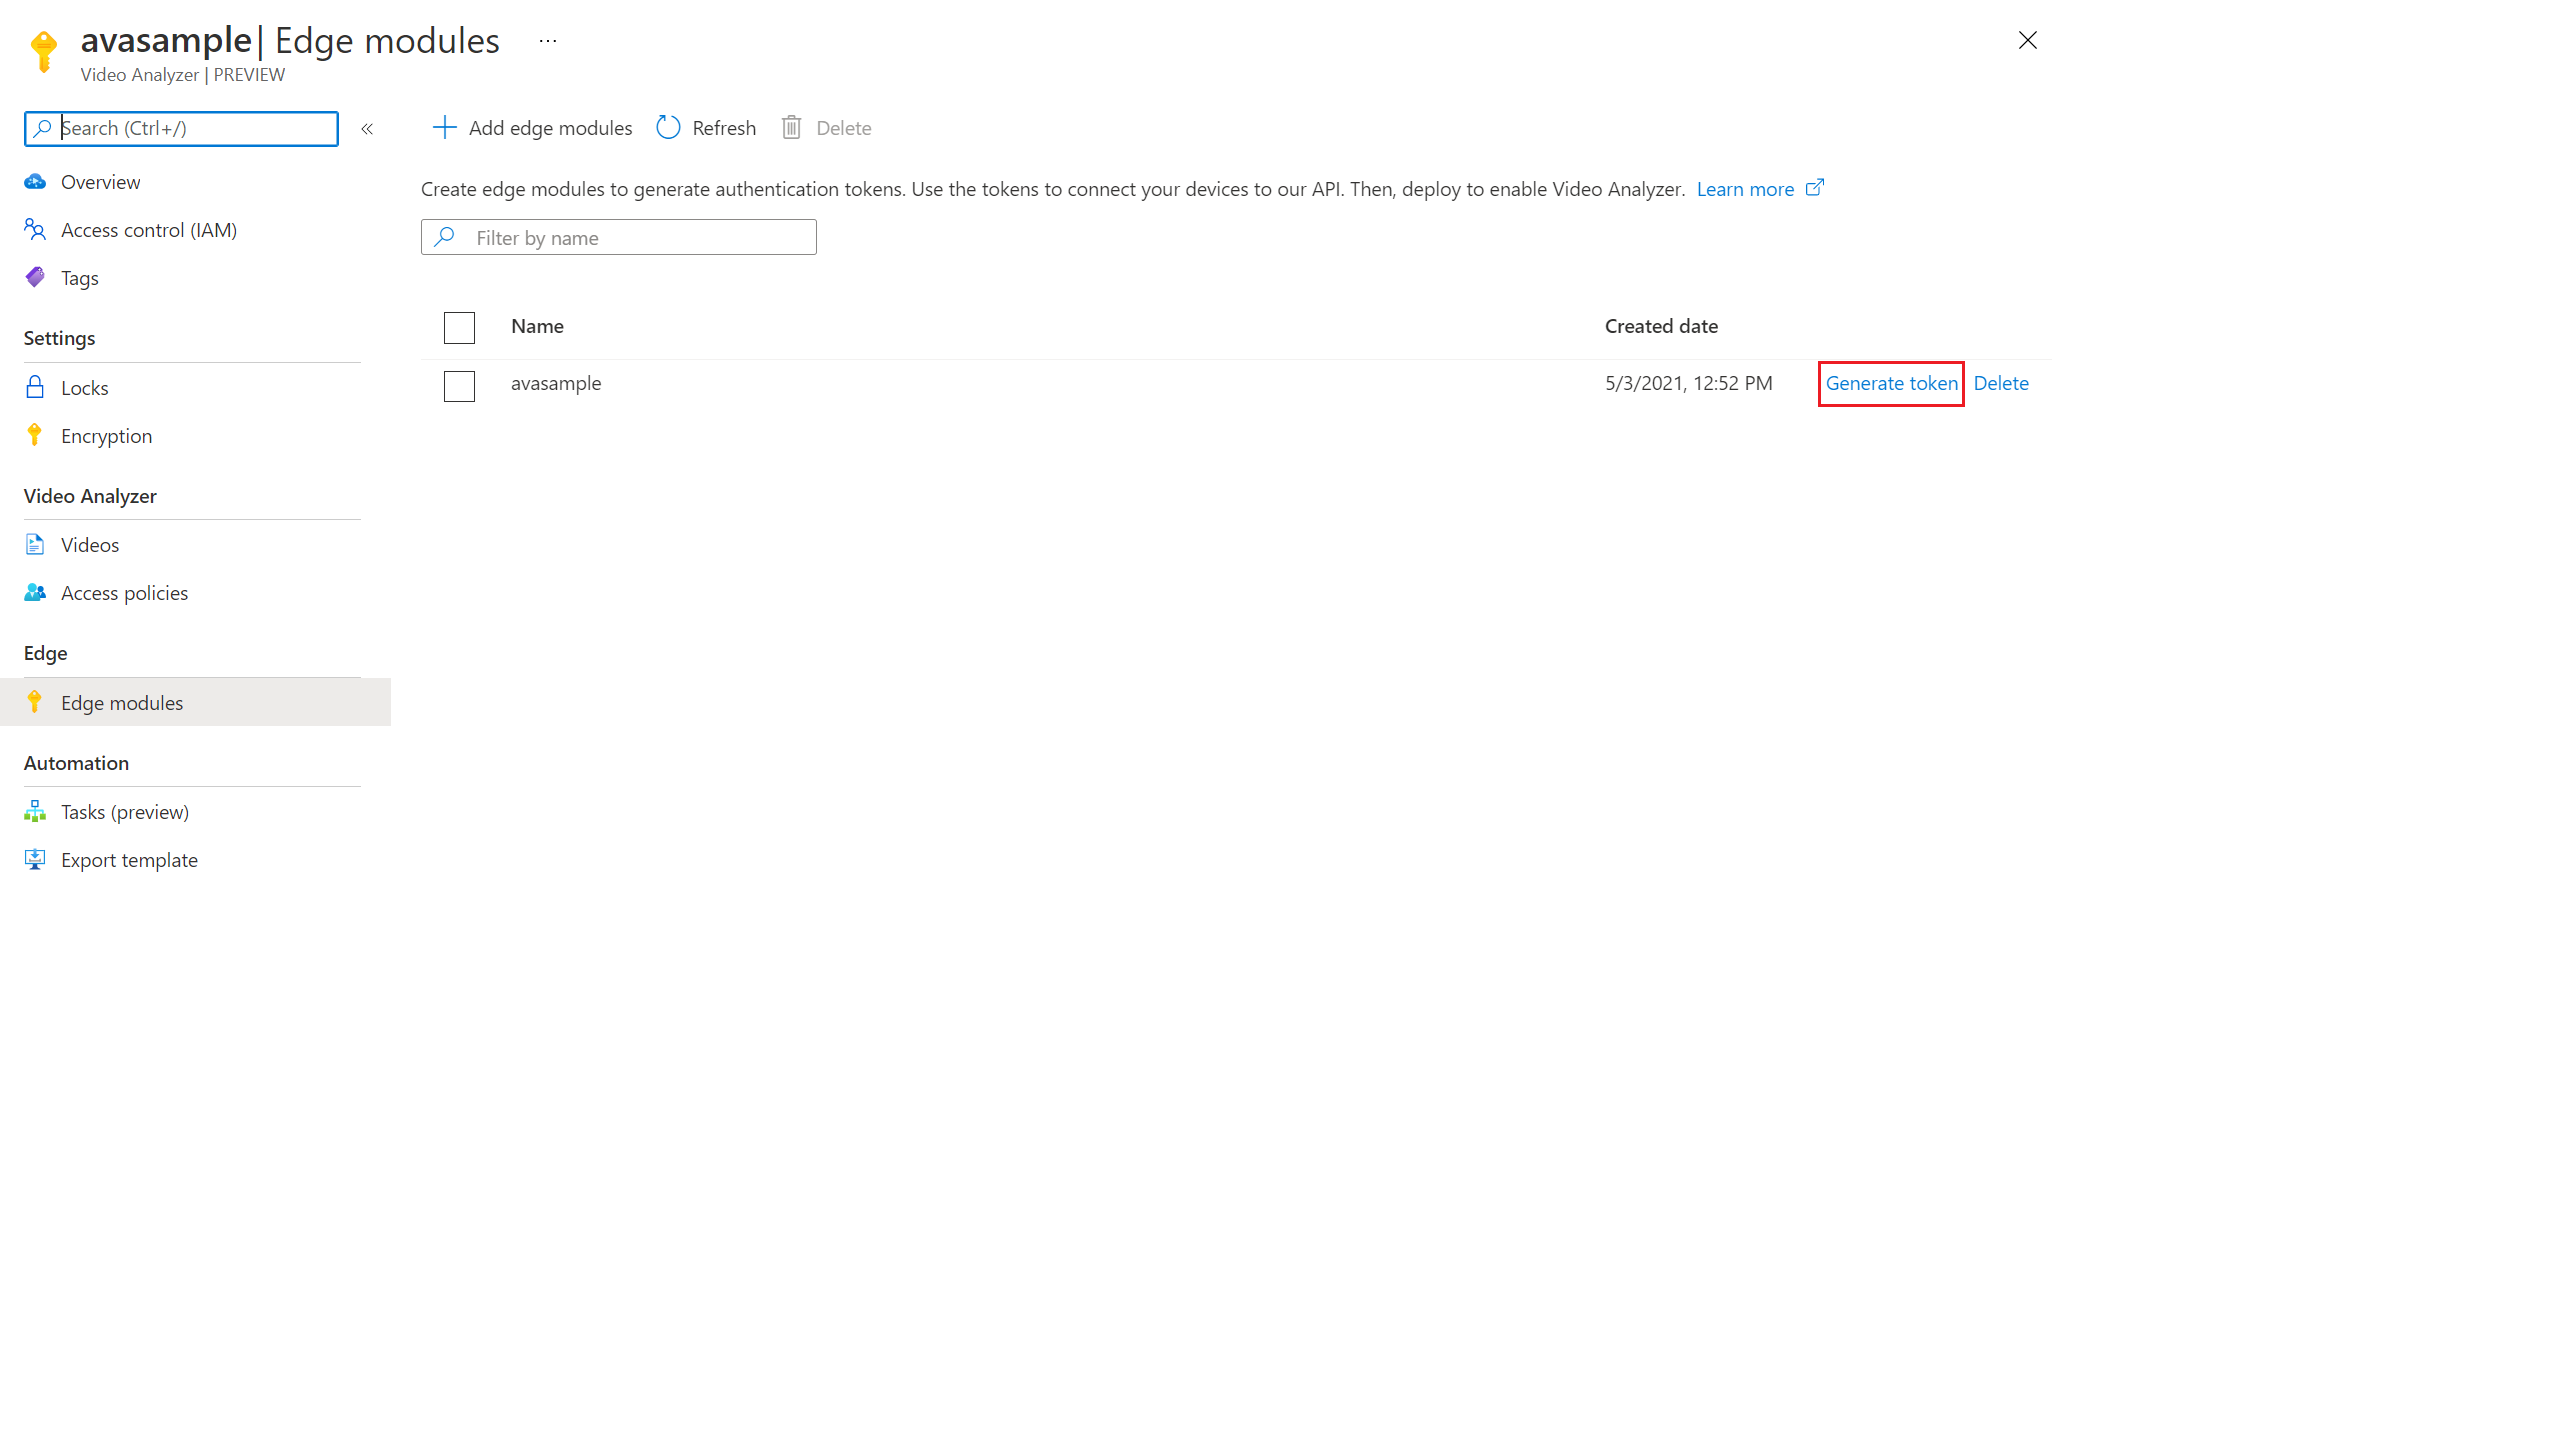 avasample | Edge modules ...
Video Analyzer | PREVIEW
Search (Ctrl+/) «
Add edge modules Refresh Delete
Overview
Access control (IAM)
Tags
Settings
Locks
Encryption
Video Analyzer
Videos
Access policies
Edge
Edge modules
Automation
Tasks (preview)
Export template
Create edge modules to generate authentication tokens. Use the tokens to connect your devices to our API. Then, deploy to enable Video Analyzer. Learn more
Filter by name
Name Created date
avasample 5/3/2021, 12:52 PM Generate token Delete